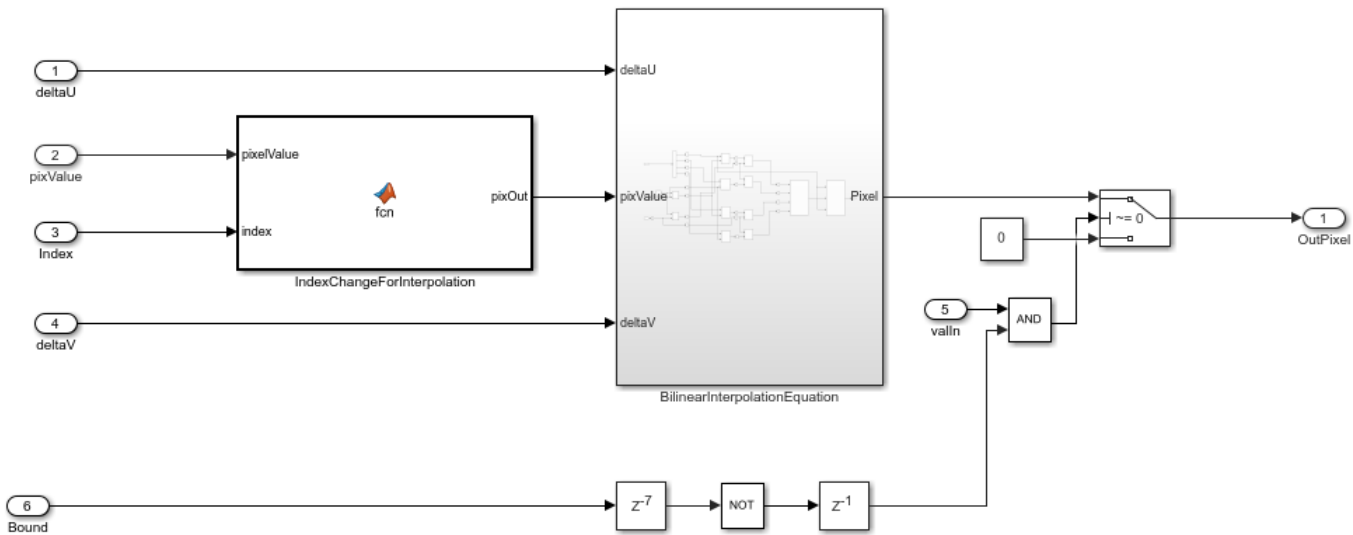 1
deltaU
deltaU
2
pixValue
pixelValue
fcn
pixOut
pixValue
Pixel
3
Index
index
IndexChangeForInterpolation
~= 0
1
OutPixel
0
4
deltaV
deltaV
5
valIn
AND
BilinearInterpolationEquation
6
Bound
Z-7
NOT
Z-1